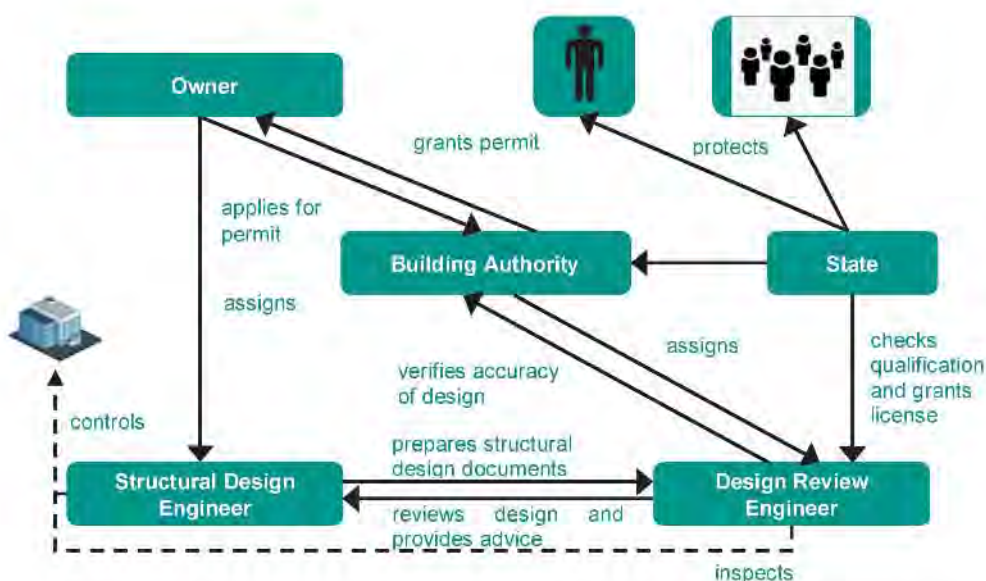 Owner
grants permit
protects
applies for
permit
Building Authority
State
assigns
assigns
verifies accuracy
of design
checks
qualification
and grants
license
controls
prepares structural
design documents
Structural Design
Engineer
Design Review
Engineer
reviews design and
provides advice
inspects